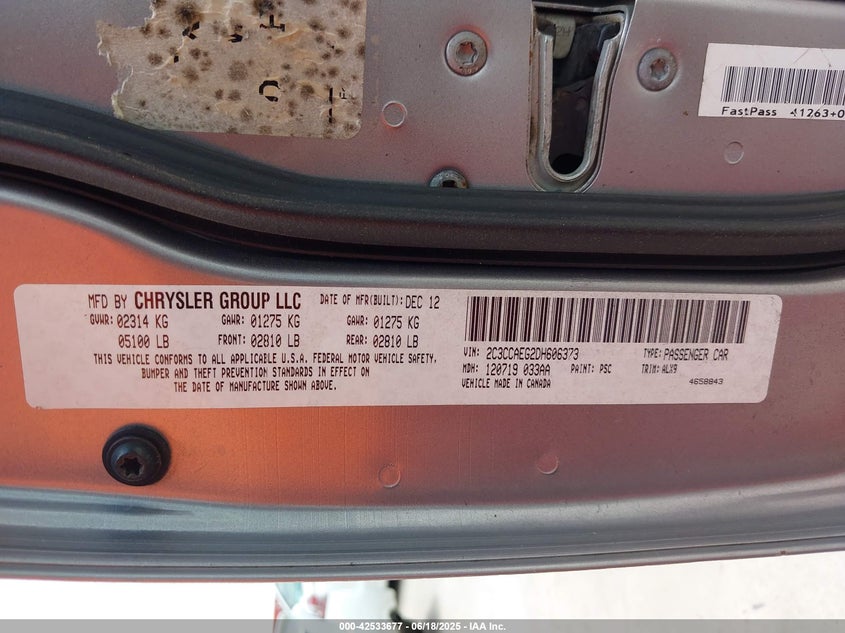 FastPass 41263+0
MFD BY CHRYSLER GROUP LLC DATE OF MFR(BUILT): DEC 12
GVWR: 02314 KG GAWR: 01275 KG GAWR: 01275 KG
05100 LB FRONT: 02810 LB REAR: 02810 LB
THIS VEHICLE CONFORMS TO ALL APPLICABLE U.S.A. FEDERAL MOTOR VEHICLE SAFETY,
BUMPER AND THEFT PREVENTION STANDARDS IN EFFECT ON
THE DATE OF MANUFACTURE SHOWN ABOVE.
VIN: 2C3CCAEG2DH606373 TYPE: PASSENGER CAR
MDH: 120719 033AA PAINT: PSC TRIM: ALX9
VEHICLE MADE IN CANADA 4658843
000-42533677 - 06/18/2025 - IAA Inc.